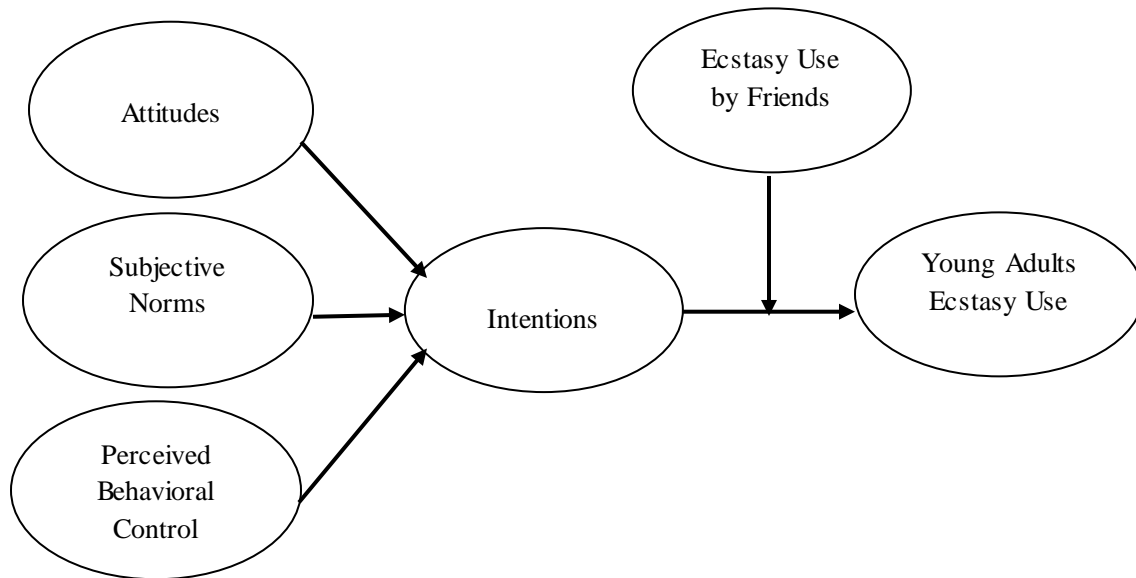 Attitudes
Subjective
Norms
Perceived
Behavioral
Control
Intentions
Ecstasy Use
by Friends
Young Adults
Ecstasy Use